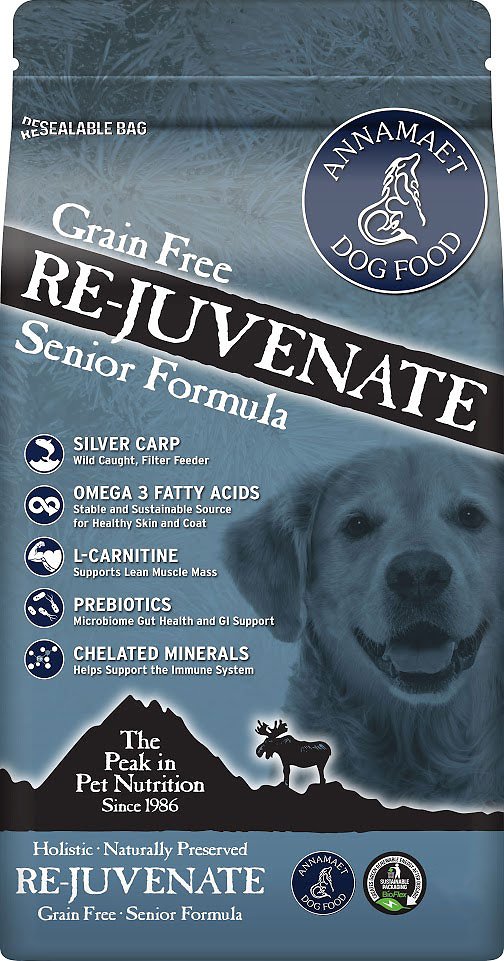 RESEALABLE BAG
ANNAMAET
DOG FOOD
Grain Free
RE-JUVENATE
Senior Formula
SILVER CARP
Wild Caught, Filter Feeder
OMEGA 3 FATTY ACIDS
Stable and Sustainable Source
for Healthy Skin and Coat
L-CARNITINE
Supports Lean Muscle Mass
PREBIOTICS
Microbiome Gut Health and GI Support
CHELATED MINERALS
Helps Support the Immune System
The
Peak in
Pet Nutrition
Since 1986
Holistic · Naturally Preserved
RE-JUVENATE
Grain Free · Senior Formula
ANNAMAET
DOG FOOD
SUSTAINABLE
PACKAGING
BioFlex